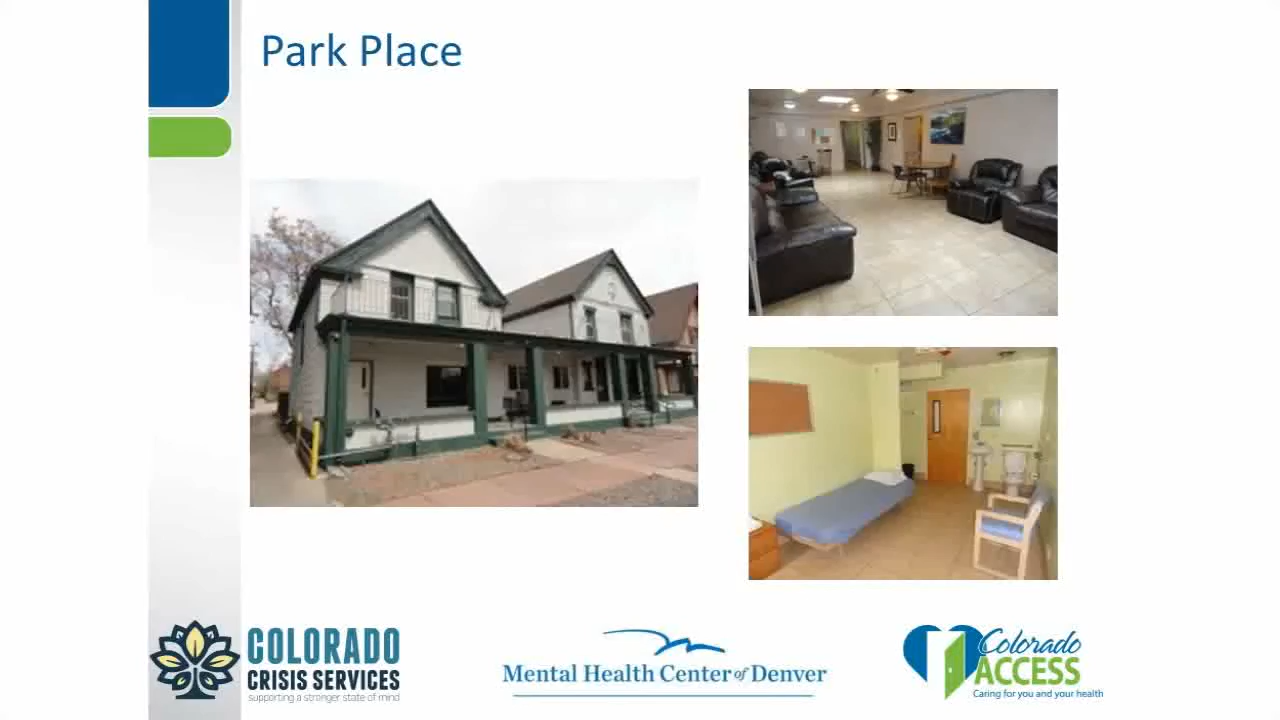 Park Place
COLORADO
CRISIS SERVICES
supporting a stronger state of mind
Mental Health Center of Denver
Colorado
ACCESS
Caring for you and your health